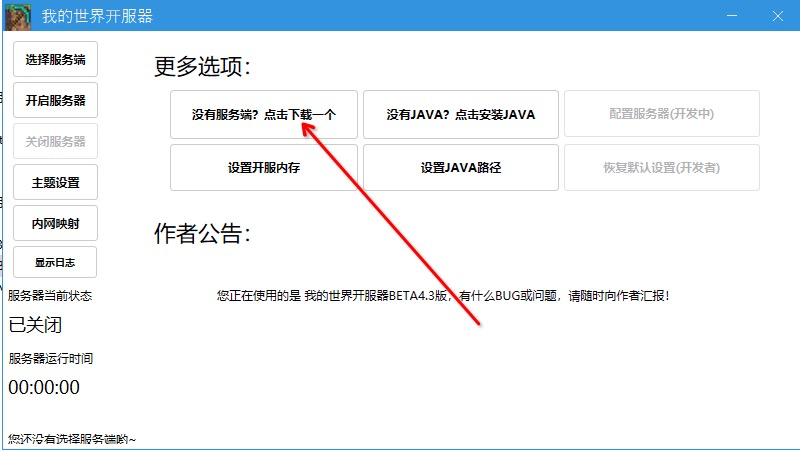 我的世界开服器
选择服务端
开启服务器
关闭服务器
主题设置
内网映射
显示日志
服务器当前状态
已关闭
服务器运行时间
00:00:00
您还没有选择服务端哟~
更多选项：
没有服务端？点击下载一个
没有JAVA？点击安装JAVA
配置服务器(开发中)
设置开服内存
设置JAVA路径
恢复默认设置(开发者)
作者公告：
您正在使用的是 我的世界开服器BETA4.3版，有什么BUG或问题，请随时向作者汇报！